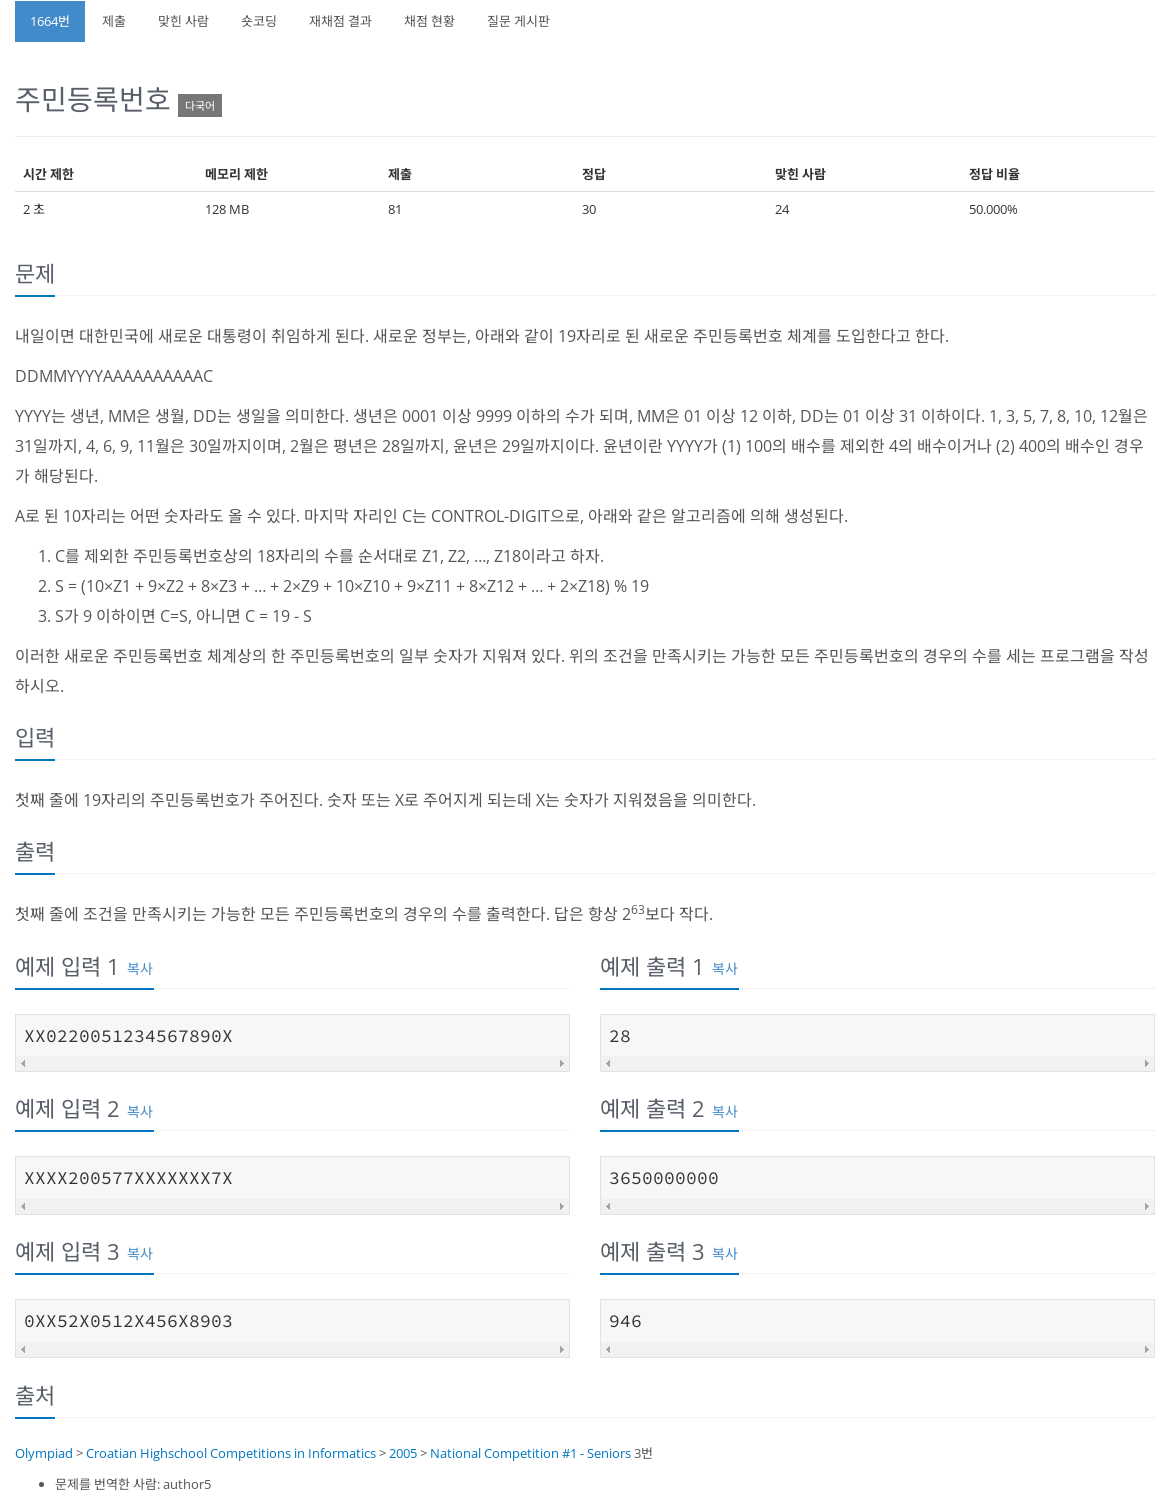 1664번 제출 맞힌 사람 숏코딩 재채점 결과 채점 현황 질문 게시판
주민등록번호 다국어
시간 제한 메모리 제한 제출 정답 맞힌 사람 정답 비율
2 초 128 MB 81 30 24 50.000%
문제
내일이면 대한민국에 새로운 대통령이 취임하게 된다. 새로운 정부는, 아래와 같이 19자리로 된 새로운 주민등록번호 체계를 도입한다고 한다.
DDMMYYYYAAAAAAAAAAC
YYYY는 생년, MM은 생월, DD는 생일을 의미한다. 생년은 0001 이상 9999 이하의 수가 되며, MM은 01 이상 12 이하, DD는 01 이상 31 이하이다. 1, 3, 5, 7, 8, 10, 12월은
31일까지, 4, 6, 9, 11월은 30일까지이며, 2월은 평년은 28일까지, 윤년은 29일까지이다. 윤년이란 YYYY가 (1) 100의 배수를 제외한 4의 배수이거나 (2) 400의 배수인 경우
가 해당된다.
A로 된 10자리는 어떤 숫자라도 올 수 있다. 마지막 자리인 C는 CONTROL-DIGIT으로, 아래와 같은 알고리즘에 의해 생성된다.
1. C를 제외한 주민등록번호상의 18자리의 수를 순서대로 Z1, Z2, ..., Z18이라고 하자.
2. S = (10×Z1 + 9×Z2 + 8×Z3 + ... + 2×Z9 + 10×Z10 + 9×Z11 + 8×Z12 + ... + 2×Z18) % 19
3. S가 9 이하이면 C=S, 아니면 C = 19 - S
이러한 새로운 주민등록번호 체계상의 한 주민등록번호의 일부 숫자가 지워져 있다. 위의 조건을 만족시키는 가능한 모든 주민등록번호의 경우의 수를 세는 프로그램을 작성
하시오.
입력
첫째 줄에 19자리의 주민등록번호가 주어진다. 숫자 또는 X로 주어지게 되는데 X는 숫자가 지워졌음을 의미한다.
출력
첫째 줄에 조건을 만족시키는 가능한 모든 주민등록번호의 경우의 수를 출력한다. 답은 항상 2^63보다 작다.
예제 입력 1 복사
XX02200512345678​90X
예제 출력 1 복사
28
예제 입력 2 복사
XXXX200577XXXXXXX7X
예제 출력 2 복사
3650000000
예제 입력 3 복사
0XX52X0512X456X8903
예제 출력 3 복사
946
출처
Olympiad > Croatian Highschool Competitions in Informatics > 2005 > National Competition #1 - Seniors 3번
• 문제를 번역한 사람: author5